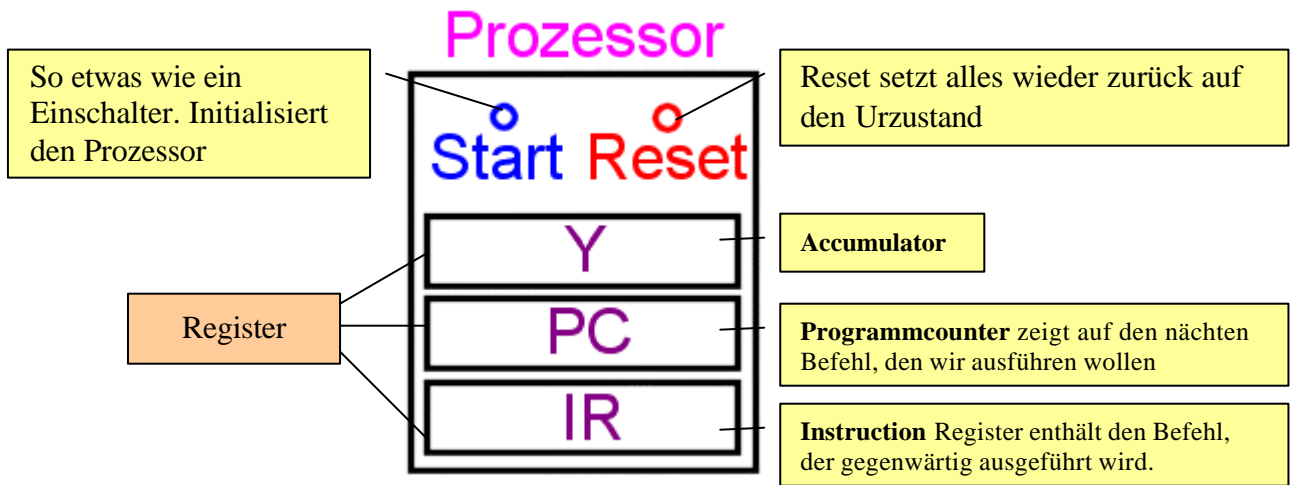 Prozessor
So etwas wie ein
Einschalter. Initialisiert
den Prozessor
Reset setzt alles wieder zurück auf
den Urzustand
Start Reset
Y
Accumulator
Register
PC
Programmcounter zeigt auf den nächten
Befehl, den wir ausführen wollen
IR
Instruction Register enthält den Befehl,
der gegenwärtig ausgeführt wird.